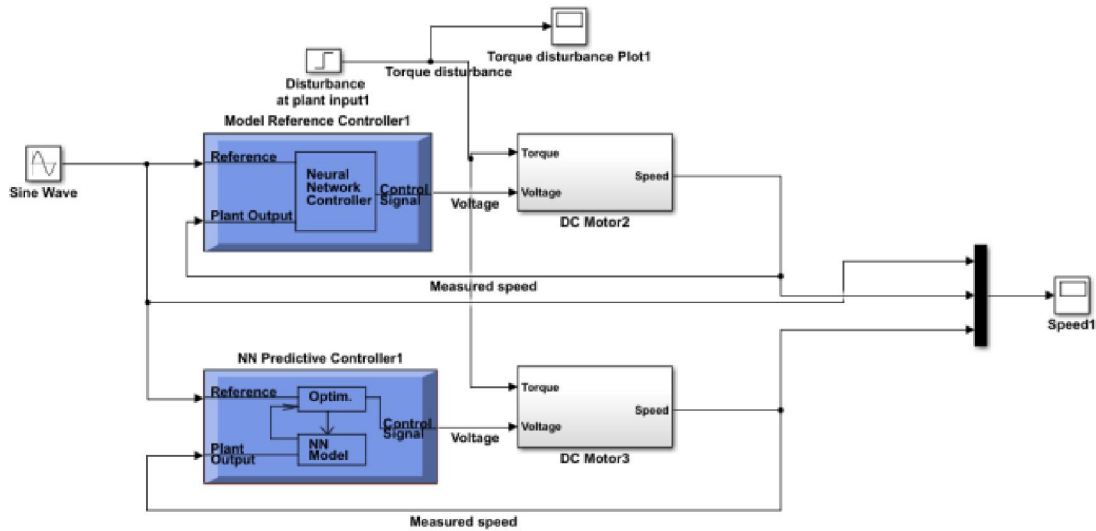 Torque disturbance Plot1
Torque disturbance
Disturbance
at plant input1
Model Reference Controller1
Sine Wave
Reference
Neural
Network
Controller
Control
Signal
Plant Output
Voltage
Torque
Voltage
Speed
DC Motor2
Measured speed
Speed1
NN Predictive Controller1
Reference
Optim.
Control
Signal
Plant
Output
NN
Model
Voltage
Torque
Voltage
Speed
DC Motor3
Measured speed